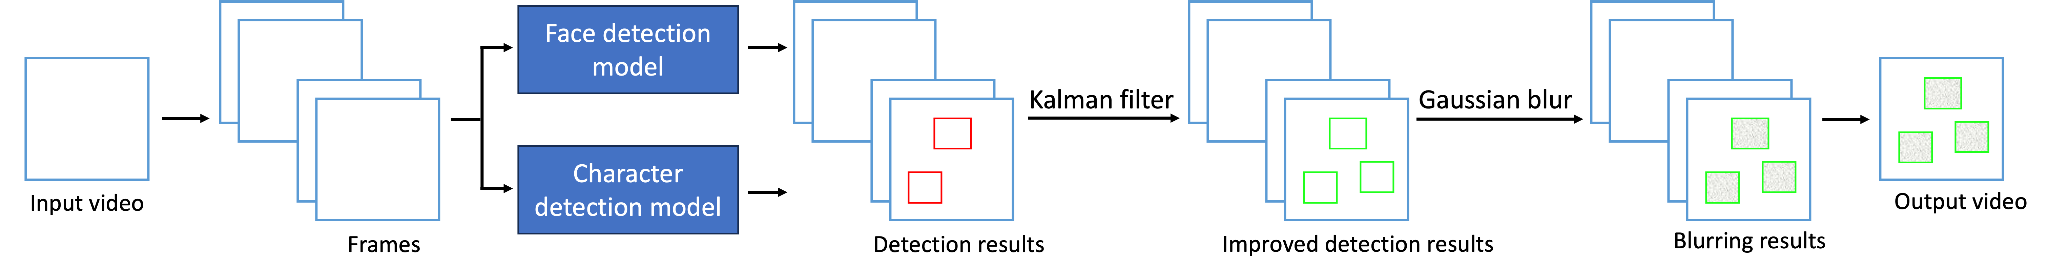 Input video
Frames
Face detection
model
Character
detection model
Detection results
Kalman filter
Improved detection results
Gaussian blur
Blurring results
Output video